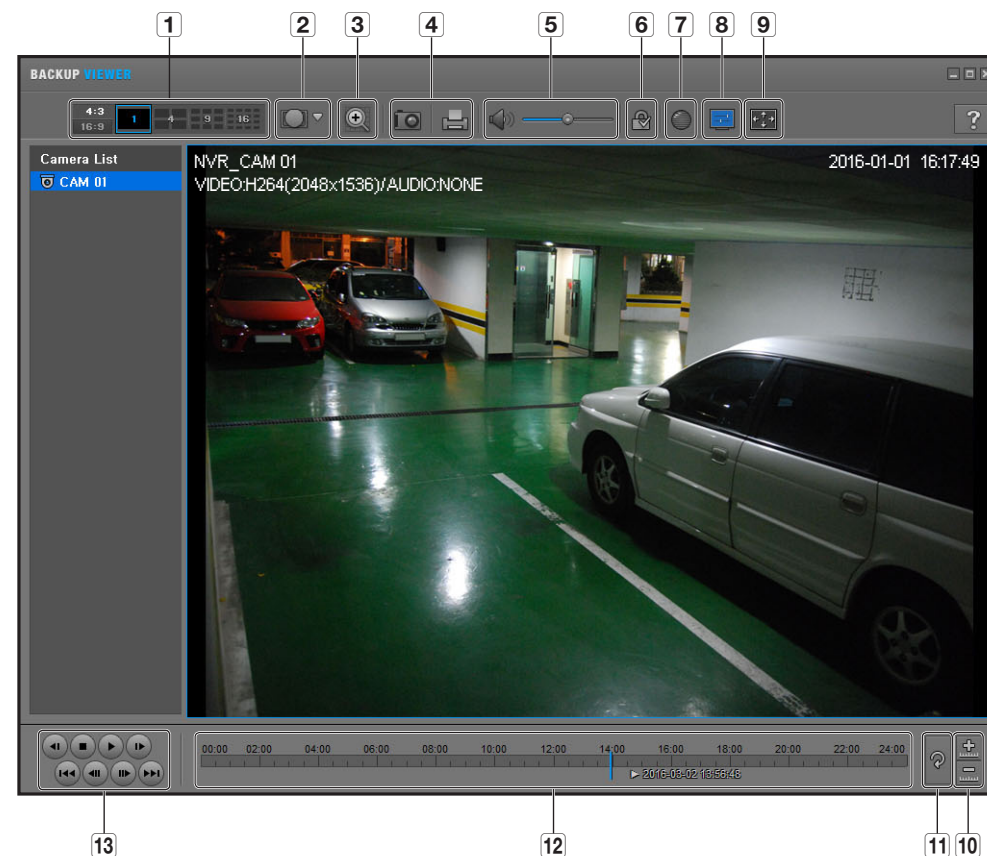 1 2 3 4 5 6 7 8 9
BACKUP VIEWER
4:3
16:9
1 4 9 16
?
Camera List
CAM 01
NVR_CAM 01
2016-01-01 16:17:49
VIDEO:H264(2048x1536)/AUDIO:NONE
00:00 02:00 04:00 06:00 08:00 10:00 12:00 14:00 16:00 18:00 20:00 22:00 24:00
2016-03-02 13:58:48
13 12 11 10